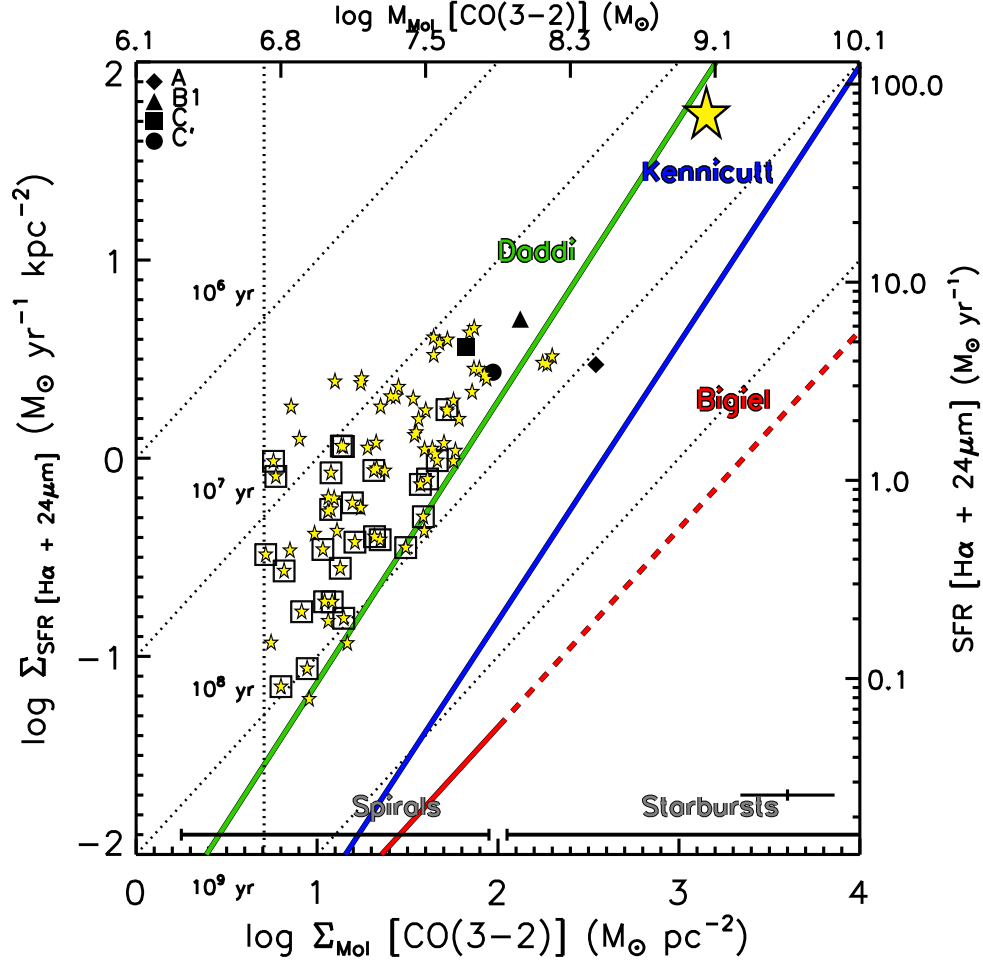 log M_Mol [CO(3−2)] (M⊙)
6.1 6.8 7.5 8.3 9.1 10.1
2 1 0 −1 −2
log Σ_SFR [Hα + 24μm] (M⊙ yr⁻¹ kpc⁻²)
A
B1
C
C'
Kennicutt
Daddi
Bigiel
10⁶ yr
10⁷ yr
10⁸ yr
10⁹ yr
Spirals Starbursts
100.0
10.0
1.0
0.1
SFR [Hα + 24μm] (M⊙ yr⁻¹)
0 1 2 3 4
log Σ_Mol [CO(3−2)] (M⊙ pc⁻²)